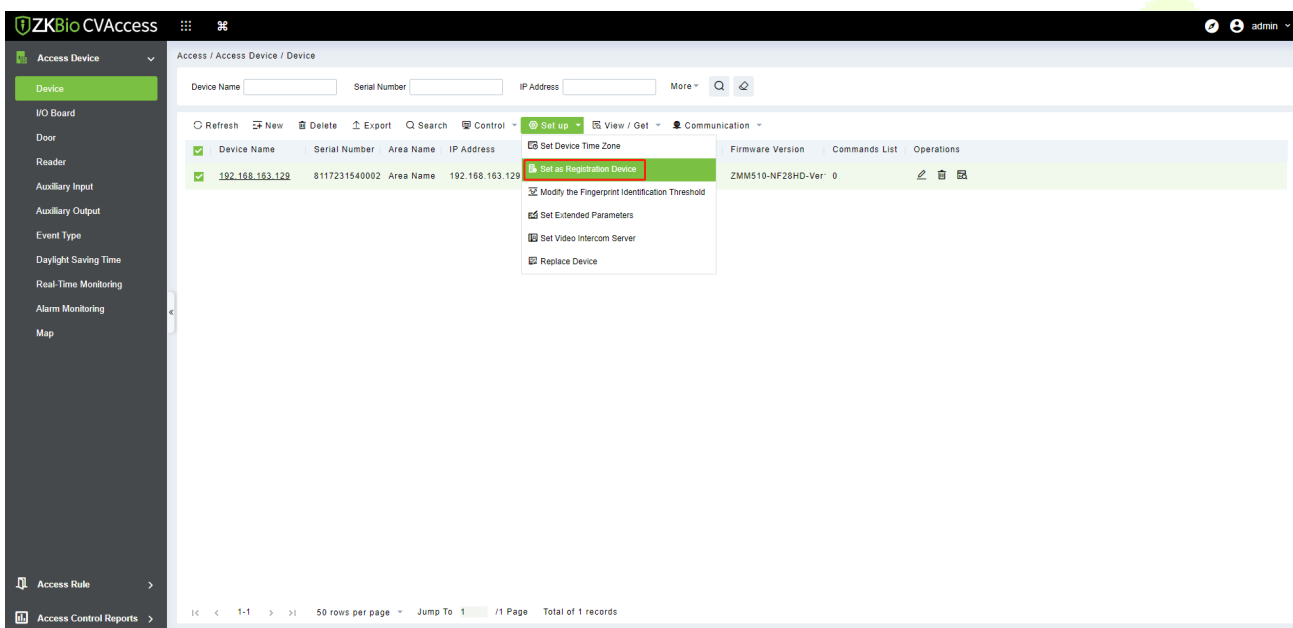 ZKBio CVAccess
admin
Access Device
Device
I/O Board
Door
Reader
Auxiliary Input
Auxiliary Output
Event Type
Daylight Saving Time
Real-Time Monitoring
Alarm Monitoring
Map
Access Rule
Access Control Reports
Access / Access Device / Device
Device Name Serial Number IP Address More
Refresh New Delete Export Search Control Set up View / Get Communication
Device Name Serial Number Area Name IP Address Firmware Version Commands List Operations
192.168.163.129 8117231540002 Area Name 192.168.163.129 ZMM510-NF28HD-Ver 0
Set Device Time Zone
Set as Registration Device
Modify the Fingerprint Identification Threshold
Set Extended Parameters
Set Video Intercom Server
Replace Device
1-1 50 rows per page Jump To 1 /1 Page Total of 1 records